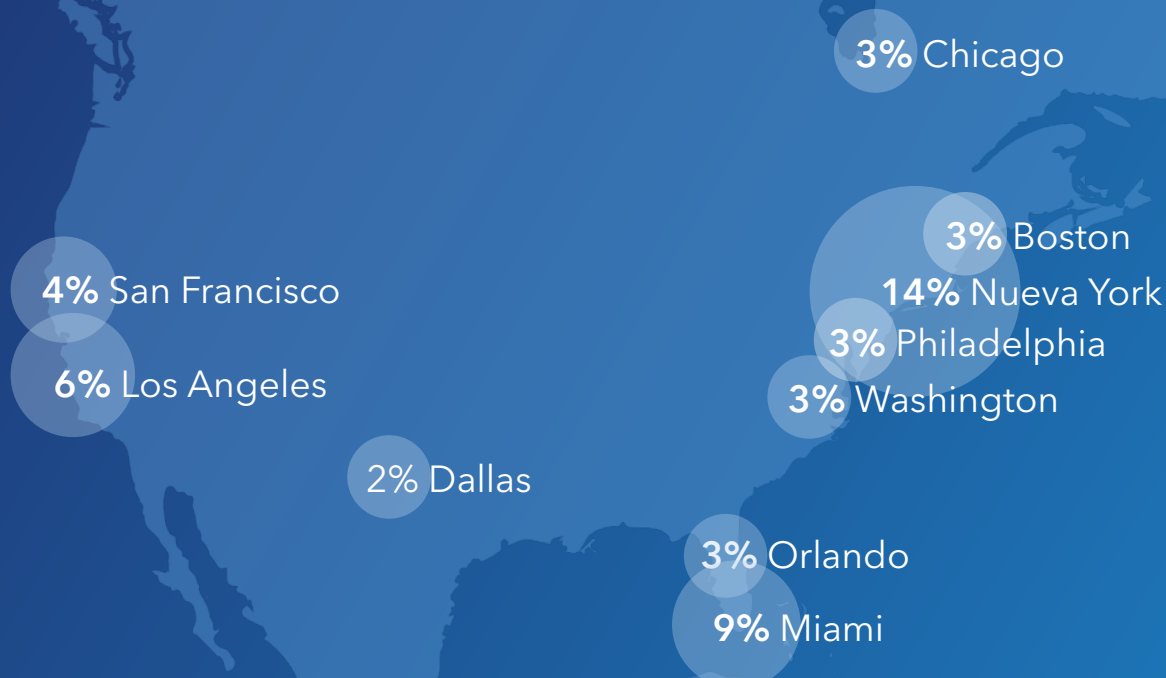 3% Chicago
3% Boston
4% San Francisco
14% Nueva York
3% Philadelphia
6% Los Angeles
3% Washington
2% Dallas
3% Orlando
9% Miami